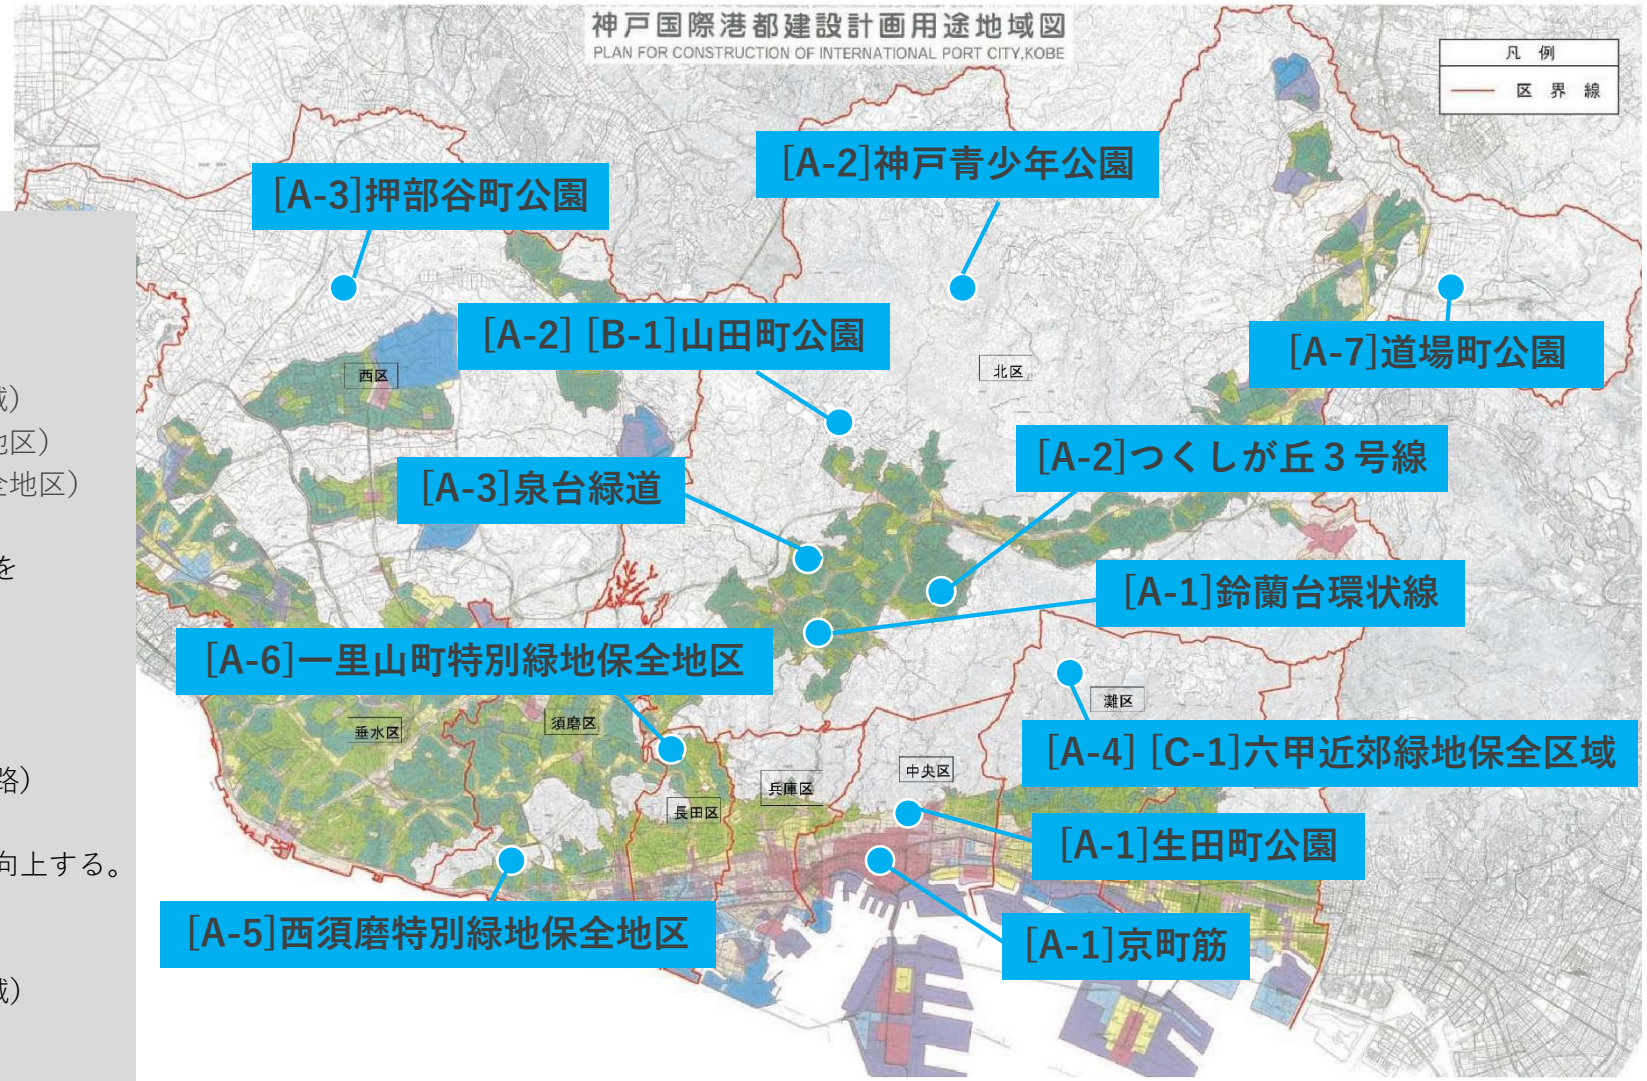 神戸国際港都建設計画用途地域図
PLAN FOR CONSTRUCTION OF INTERNATIONAL PORT CITY,KOBE
凡 例
区 界 線
[A-2]神戸青少年公園
[A-3]押部谷町公園
[A-2] [B-1]山田町公園
[A-7]道場町公園
西区
北区
域）
地区）
全地区）
[A-2]つくしが丘３号線
[A-3]泉台緑道
を
[A-1]鈴蘭台環状線
[A-6]一里山町特別緑地保全地区
灘区
垂水区
須磨区
[A-4] [C-1]六甲近郊緑地保全区域
中央区
路）
兵庫区
長田区
[A-1]生田町公園
向上する。
[A-5]西須磨特別緑地保全地区
[A-1]京町筋
域）